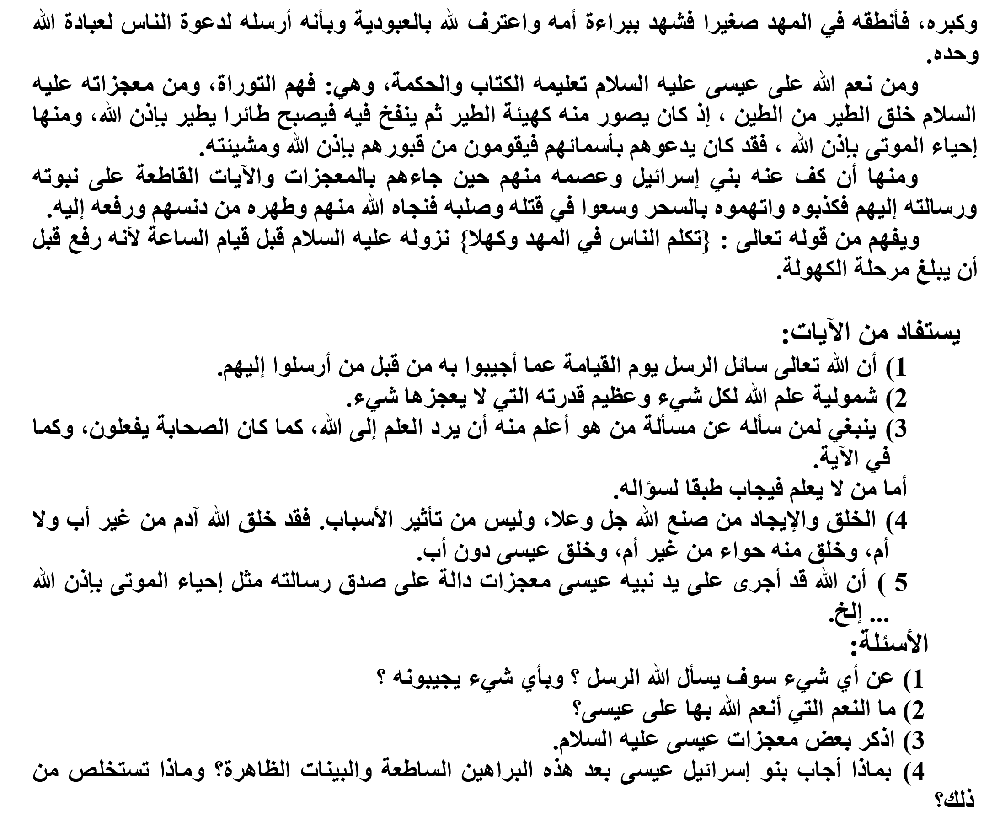 وكبره، فأنطقه في المهد صغيرا فشهد ببراءة أمه واعترف لله بالعبودية وبأنه أرسله لدعوة الناس لعبادة الله
وحده.
ومن نعم الله على عيسى عليه السلام تعليمه الكتاب والحكمة، وهي: فهم التوراة، ومن معجزاته عليه
السلام خلق الطير من الطين ، إذ كان يصور منه كهيئة الطير ثم ينفخ فيه فيصبح طائرا يطير بإذن الله، ومنها
إحياء الموتى بإذن الله ، فقد كان يدعوهم بأسمائهم فيقومون من قبورهم بإذن الله ومشيئته.
ومنها أن كف عنه بني إسرائيل وعصمه منهم حين جاءهم بالمعجزات والآيات القاطعة على نبوته
ورسالته إليهم فكذبوه واتهموه بالسحر وسعوا في قتله وصلبه فنجاه الله منهم وطهره من دنسهم ورفعه إليه.
ويفهم من قوله تعالى : {تكلم الناس في المهد وكهلا} نزوله عليه السلام قبل قيام الساعة لأنه رفع قبل
أن يبلغ مرحلة الكهولة.
يستفاد من الآيات:
1) أن الله تعالى سائل الرسل يوم القيامة عما أجيبوا به من قبل من أرسلوا إليهم.
2) شمولية علم الله لكل شيء وعظيم قدرته التي لا يعجزها شيء.
3) ينبغي لمن سأله عن مسألة من هو أعلم منه أن يرد العلم إلى الله، كما كان الصحابة يفعلون، وكما
في الآية.
أما من لا يعلم فيجاب طبقا لسؤاله.
4) الخلق والإيجاد من صنع الله جل وعلا، وليس من تأثير الأسباب. فقد خلق الله آدم من غير أب ولا
أم، وخلق منه حواء من غير أم، وخلق عيسى دون أب.
5 ) أن الله قد أجرى على يد نبيه عيسى معجزات دالة على صدق رسالته مثل إحياء الموتى بإذن الله
... إلخ.
الأسئلة:
1) عن أي شيء سوف يسأل الله الرسل ؟ وبأي شيء يجيبونه ؟
2) ما النعم التي أنعم الله بها على عيسى؟
3) اذكر بعض معجزات عيسى عليه السلام.
4) بماذا أجاب بنو إسرائيل عيسى بعد هذه البراهين الساطعة والبينات الظاهرة؟ وماذا تستخلص من
ذلك؟